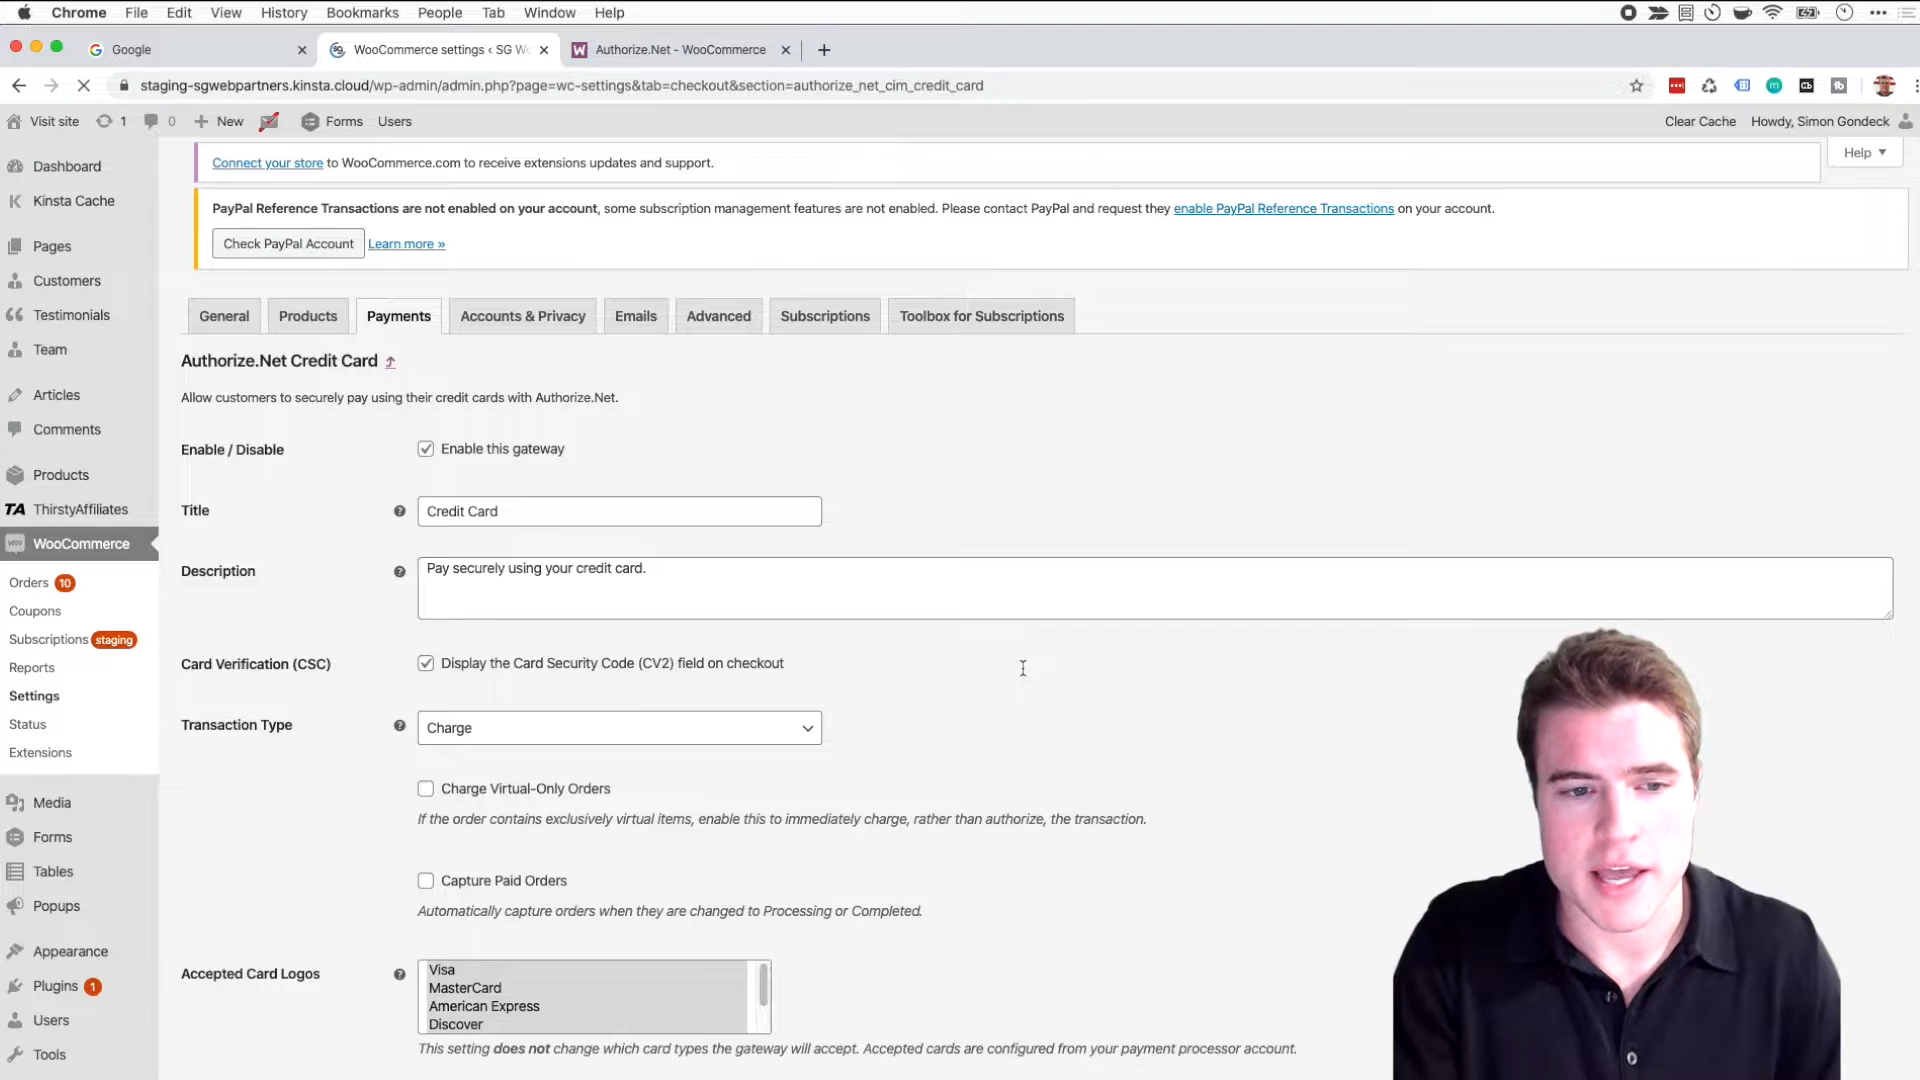 Chrome File Edit View History Bookmarks People Tab Window Help
Google
WooCommerce settings ‹ SG We
Authorize.Net - WooCommerce
staging-sgwebpartners.kinsta.cloud/wp-admin/admin.php?page=wc-settings&tab=checkout&section=authorize_net_cim_credit_card
Visit site 1 0 New Forms Users Clear Cache Howdy, Simon Gondeck
Dashboard
Kinsta Cache
Pages
Customers
Testimonials
Team
Articles
Comments
Products
TA ThirstyAffiliates
WooCommerce
Orders 10
Coupons
Subscriptions staging
Reports
Settings
Status
Extensions
Media
Forms
Tables
Popups
Appearance
Plugins 1
Users
Tools
Help
Connect your store to WooCommerce.com to receive extensions updates and support.
PayPal Reference Transactions are not enabled on your account, some subscription management features are not enabled. Please contact PayPal and request they enable PayPal Reference Transactions on your account.
Check PayPal Account Learn more »
General Products Payments Accounts & Privacy Emails Advanced Subscriptions Toolbox for Subscriptions
Authorize.Net Credit Card
Allow customers to securely pay using their credit cards with Authorize.Net.
Enable / Disable Enable this gateway
Title Credit Card
Description Pay securely using your credit card.
Card Verification (CSC) Display the Card Security Code (CV2) field on checkout
Transaction Type Charge
Charge Virtual-Only Orders
If the order contains exclusively virtual items, enable this to immediately charge, rather than authorize, the transaction.
Capture Paid Orders
Automatically capture orders when they are changed to Processing or Completed.
Accepted Card Logos Visa
MasterCard
American Express
Discover
This setting does not change which card types the gateway will accept. Accepted cards are configured from your payment processor account.